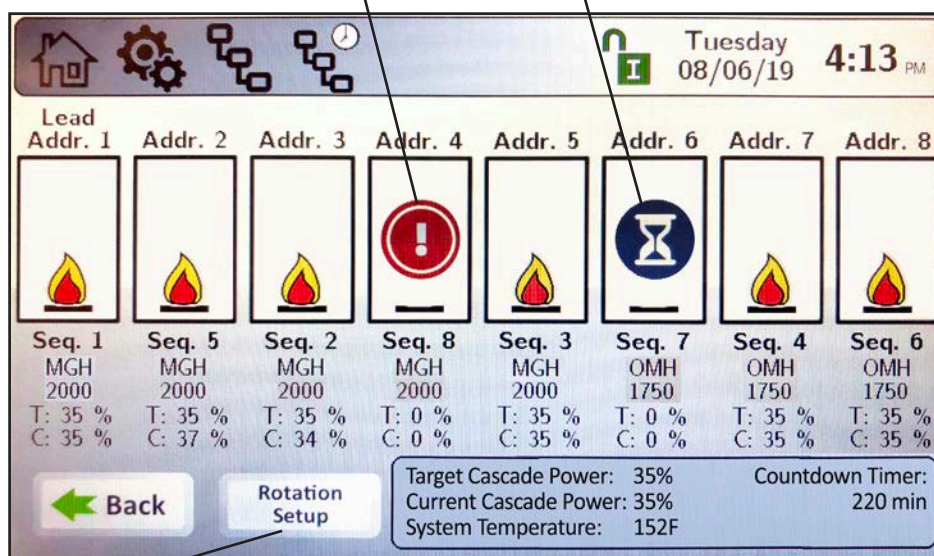 Tuesday
08/06/19
4:13 PM
Lead
Addr. 1 Addr. 2 Addr. 3 Addr. 4 Addr. 5 Addr. 6 Addr. 7 Addr. 8
Seq. 1 Seq. 5 Seq. 2 Seq. 8 Seq. 3 Seq. 7 Seq. 4 Seq. 6
MGH MGH MGH MGH MGH OMH OMH OMH
2000 2000 2000 2000 2000 1750 1750 1750
T: 35 % T: 35 % T: 35 % T: 0 % T: 35 % T: 0 % T: 35 % T: 35 %
C: 35 % C: 37 % C: 34 % C: 0 % C: 35 % C: 0 % C: 35 % C: 35 %
Back
Rotation
Setup
Target Cascade Power: 35% Countdown Timer:
Current Cascade Power: 35% 220 min
System Temperature: 152F